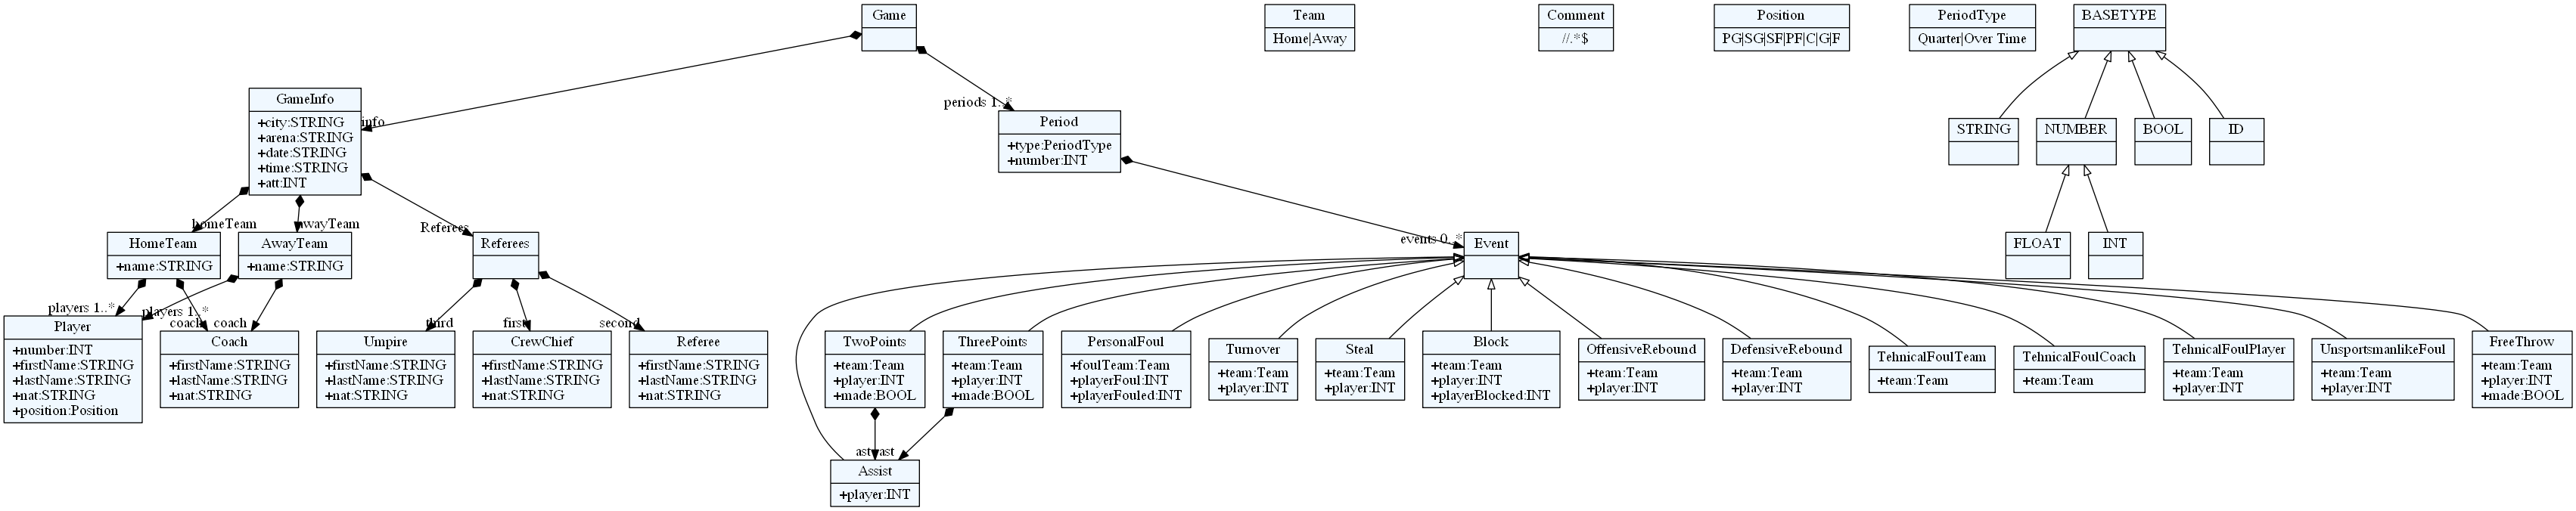 Game
Team
Home|Away
Comment
//.*$
Position
PG|SG|SF|PF|C|G|F
PeriodType
Quarter|Over Time
BASETYPE
GameInfo
+city:STRING
+arena:STRING
+date:STRING
+time:STRING
+att:INT
info
periods 1..*
Period
+type:PeriodType
+number:INT
STRING
NUMBER
BOOL
ID
homeTeam
awayTeam
Referees
events 0..*
HomeTeam
+name:STRING
AwayTeam
+name:STRING
Referees
Event
FLOAT
INT
players 1..*
players 1..*
coach
coach
third
first
second
Player
+number:INT
+firstName:STRING
+lastName:STRING
+nat:STRING
+position:Position
Coach
+firstName:STRING
+lastName:STRING
+nat:STRING
Umpire
+firstName:STRING
+lastName:STRING
+nat:STRING
CrewChief
+firstName:STRING
+lastName:STRING
+nat:STRING
Referee
+firstName:STRING
+lastName:STRING
+nat:STRING
TwoPoints
+team:Team
+player:INT
+made:BOOL
ThreePoints
+team:Team
+player:INT
+made:BOOL
PersonalFoul
+foulTeam:Team
+playerFoul:INT
+playerFouled:INT
Turnover
+team:Team
+player:INT
Steal
+team:Team
+player:INT
Block
+team:Team
+player:INT
+playerBlocked:INT
OffensiveRebound
+team:Team
+player:INT
DefensiveRebound
+team:Team
+player:INT
TehnicalFoulTeam
+team:Team
TehnicalFoulCoach
+team:Team
TehnicalFoulPlayer
+team:Team
+player:INT
UnsportsmanlikeFoul
+team:Team
+player:INT
FreeThrow
+team:Team
+player:INT
+made:BOOL
ast
ast
Assist
+player:INT